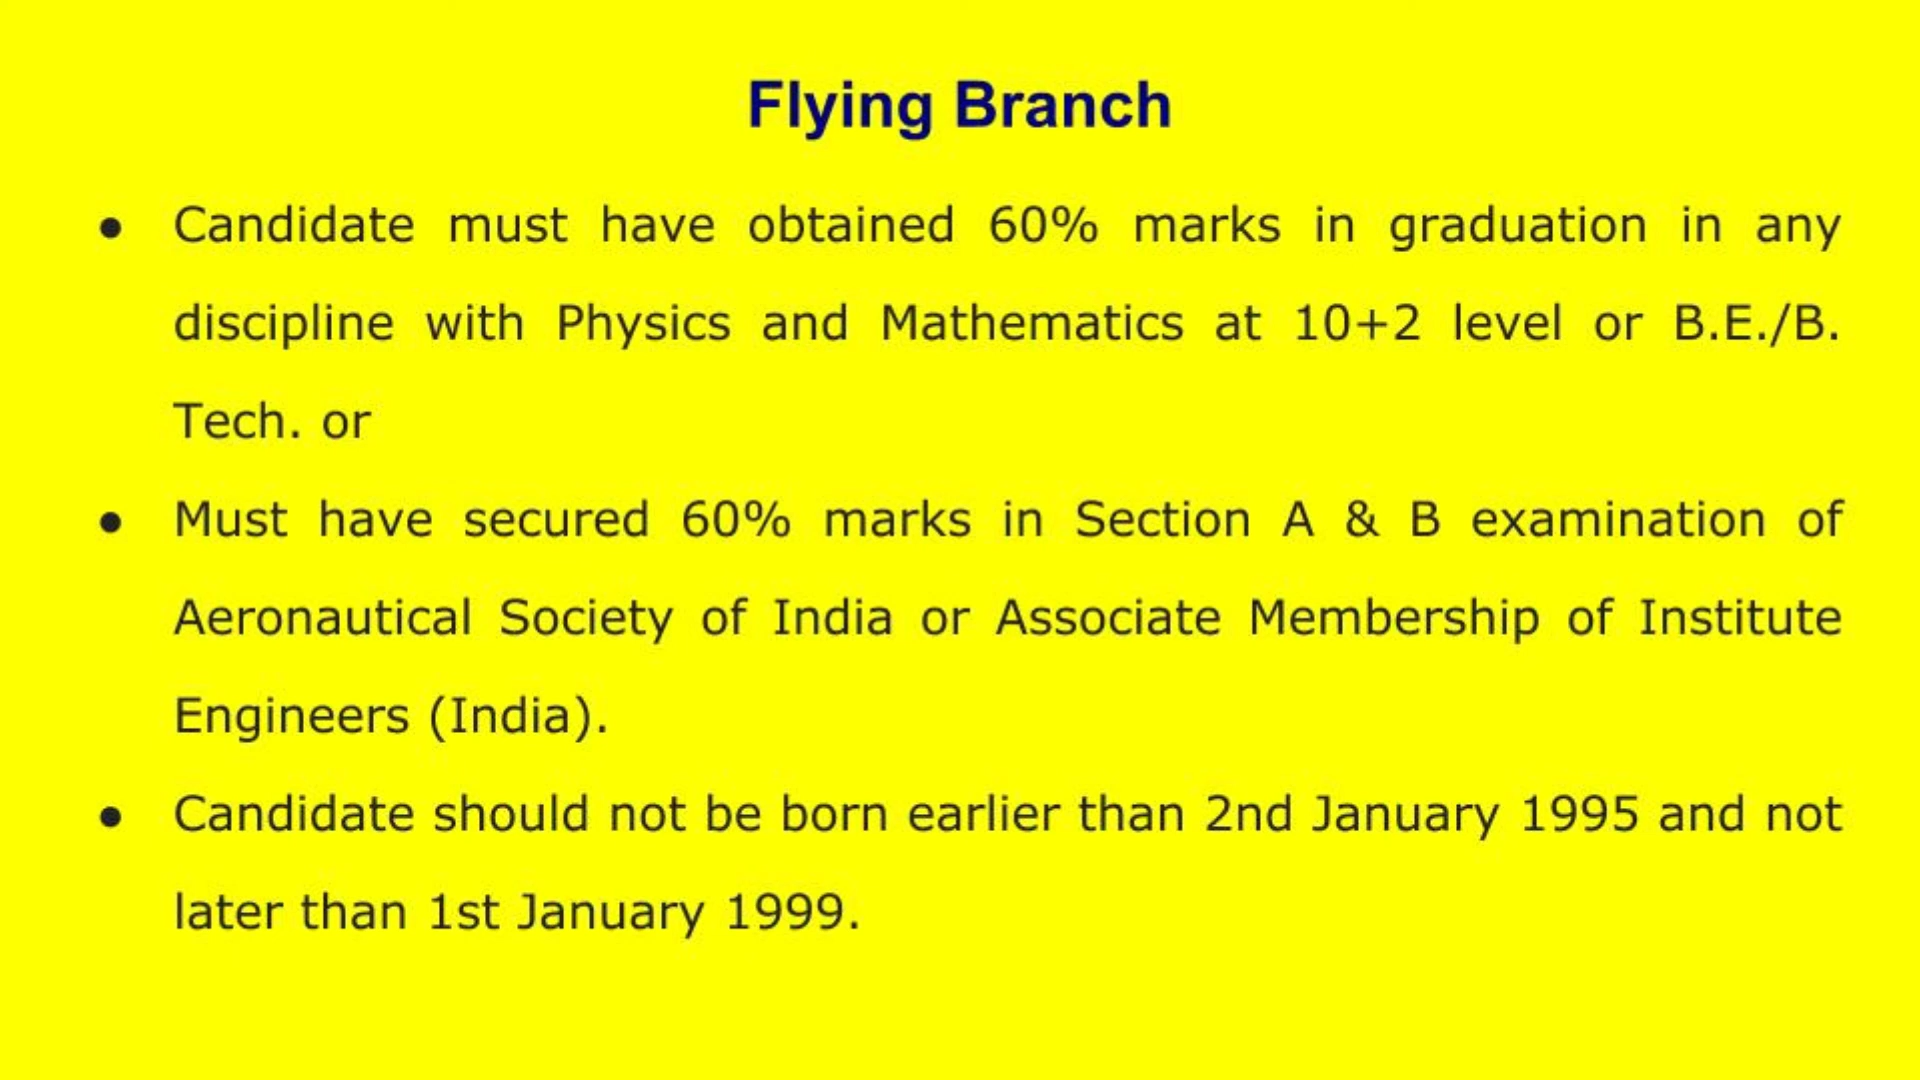 Flying Branch
● Candidate must have obtained 60% marks in graduation in any
discipline with Physics and Mathematics at 10+2 level or B.E./B.
Tech. or
● Must have secured 60% marks in Section A & B examination of
Aeronautical Society of India or Associate Membership of Institute
Engineers (India).
● Candidate should not be born earlier than 2nd January 1995 and not
later than 1st January 1999.